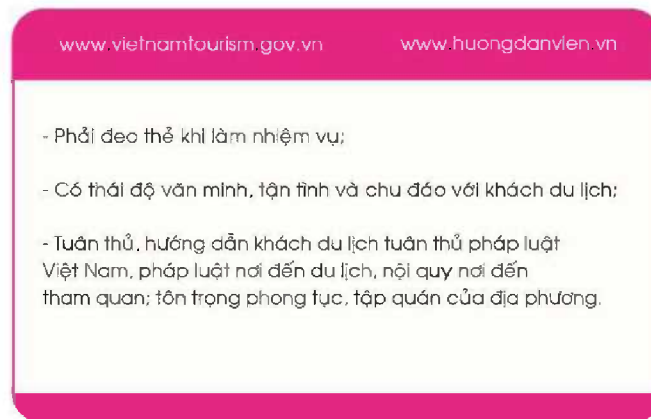 www.vietnamtourism.gov.vn www.huongdanvien.vn
- Phải đeo thẻ khi làm nhiệm vụ;
- Có thái độ văn minh, tận tình và chu đáo với khách du lịch;
- Tuân thủ, hướng dẫn khách du lịch tuân thủ pháp luật
Việt Nam, pháp luật nơi đến du lịch, nội quy nơi đến
tham quan; tôn trọng phong tục, tập quán của địa phương.